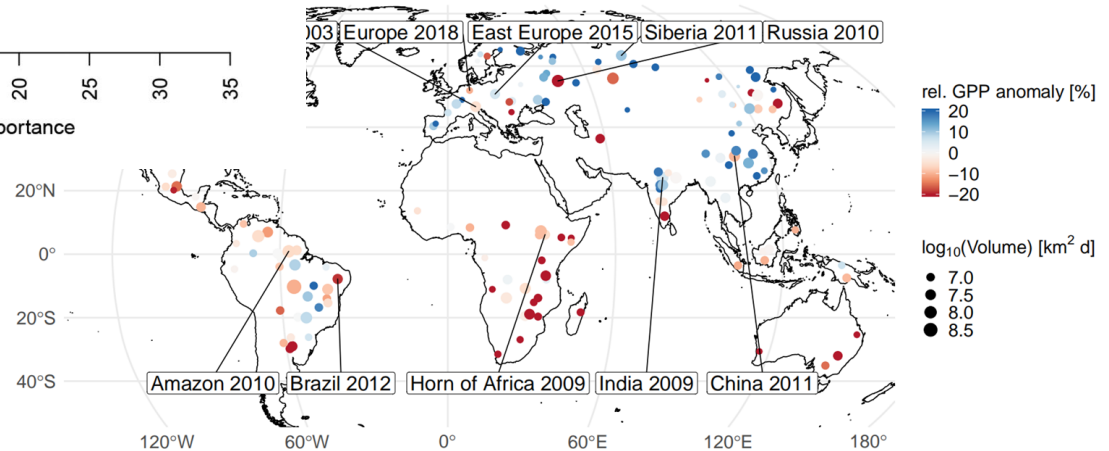 20 25 30 35
portance
003 Europe 2018 East Europe 2015 Siberia 2011 Russia 2010
rel. GPP anomaly [%]
20
10
0
−10
−20
log10(Volume) [km2 d]
7.0
7.5
8.0
8.5
20°N
0°
20°S
40°S
Amazon 2010 Brazil 2012 Horn of Africa 2009 India 2009 China 2011
120°W 60°W 0° 60°E 120°E 180°